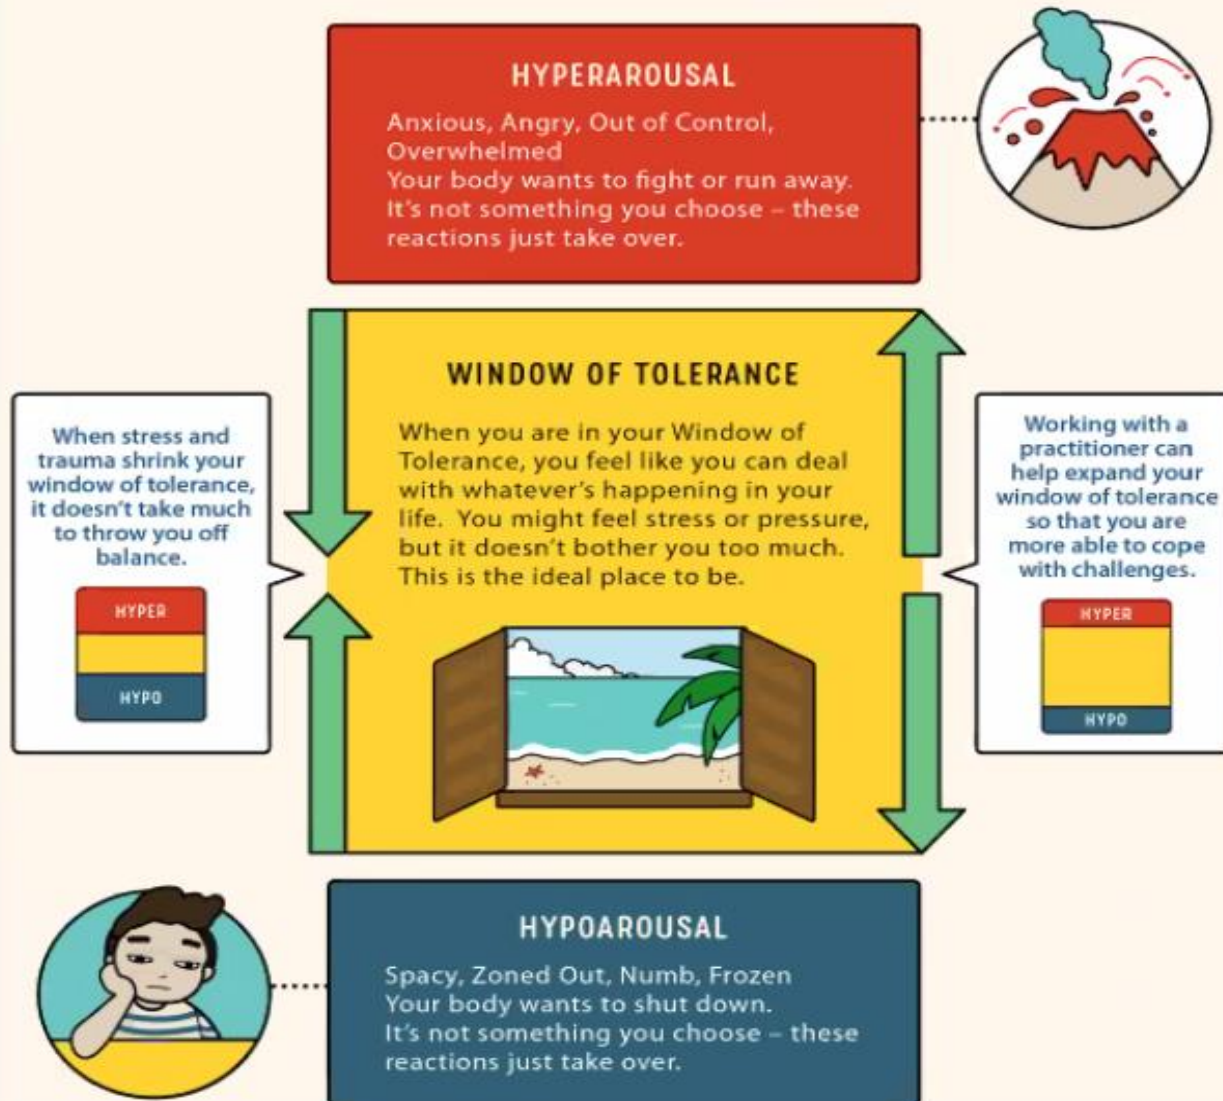 HYPERAROUSAL
Anxious, Angry, Out of Control,
Overwhelmed
Your body wants to fight or run away.
It's not something you choose – these
reactions just take over.
WINDOW OF TOLERANCE
When you are in your Window of
Tolerance, you feel like you can deal
with whatever's happening in your
life. You might feel stress or pressure,
but it doesn't bother you too much.
This is the ideal place to be.
When stress and
trauma shrink your
window of tolerance,
it doesn't take much
to throw you off
balance.
HYPER
HYPO
Working with a
practitioner can
help expand your
window of tolerance
so that you are
more able to cope
with challenges.
HYPER
HYPO
HYPOAROUSAL
Spacy, Zoned Out, Numb, Frozen
Your body wants to shut down.
It's not something you choose – these
reactions just take over.